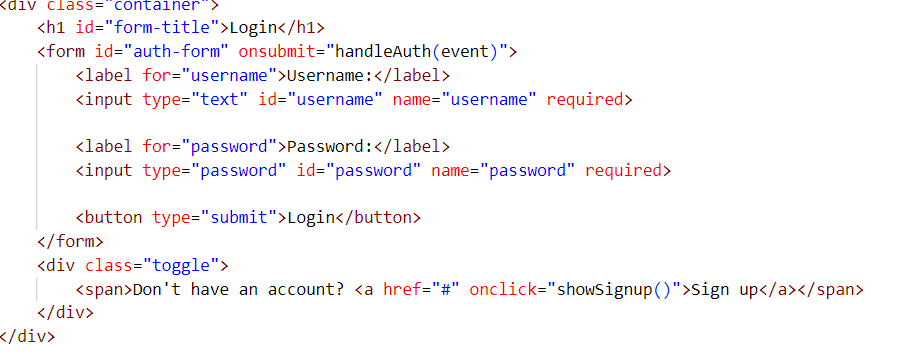 <div class="container">
<h1 id="form-title">Login</h1>
<form id="auth-form" onsubmit="handleAuth(event)">
<label for="username">Username:</label>
<input type="text" id="username" name="username" required>
<label for="password">Password:</label>
<input type="password" id="password" name="password" required>
<button type="submit">Login</button>
</form>
<div class="toggle">
<span>Don't have an account? <a href="#" onclick="showSignup()">Sign up</a></span>
</div>
</div>